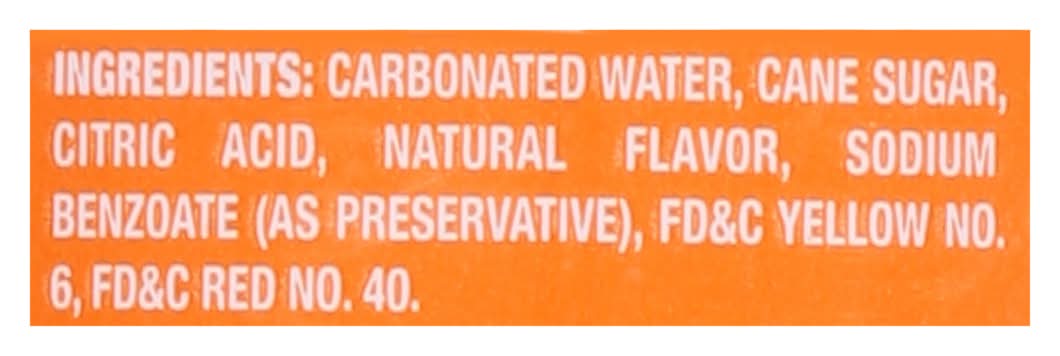 INGREDIENTS: CARBONATED WATER, CANE SUGAR,
CITRIC ACID, NATURAL FLAVOR, SODIUM
BENZOATE (AS PRESERVATIVE), FD&C YELLOW NO.
6, FD&C RED NO. 40.